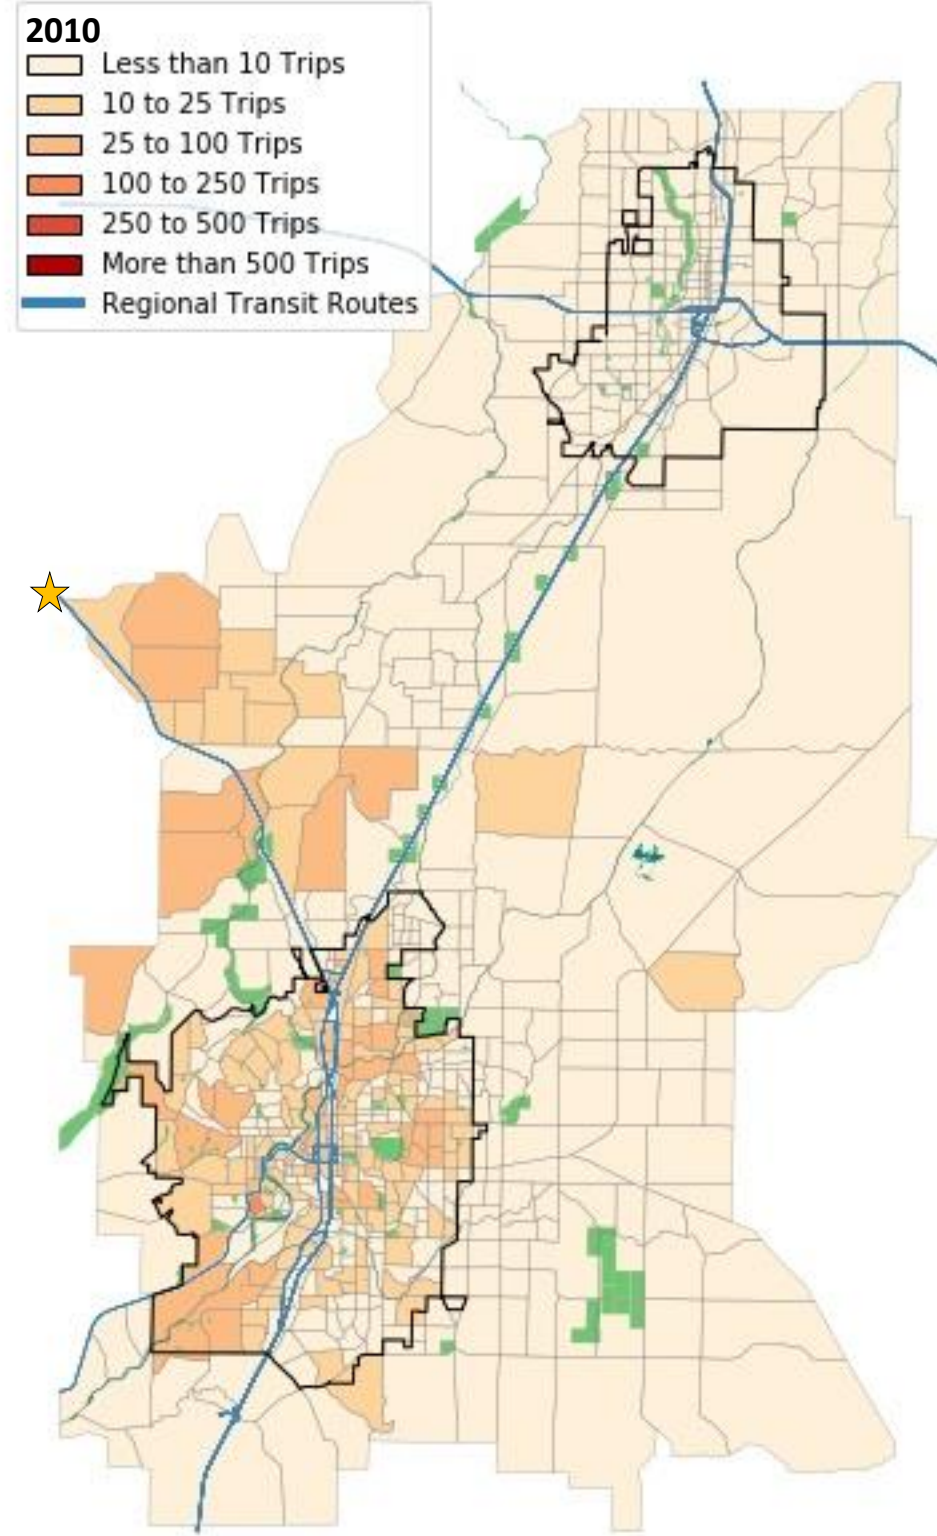 2010
Less than 10 Trips
10 to 25 Trips
25 to 100 Trips
100 to 250 Trips
250 to 500 Trips
More than 500 Trips
Regional Transit Routes